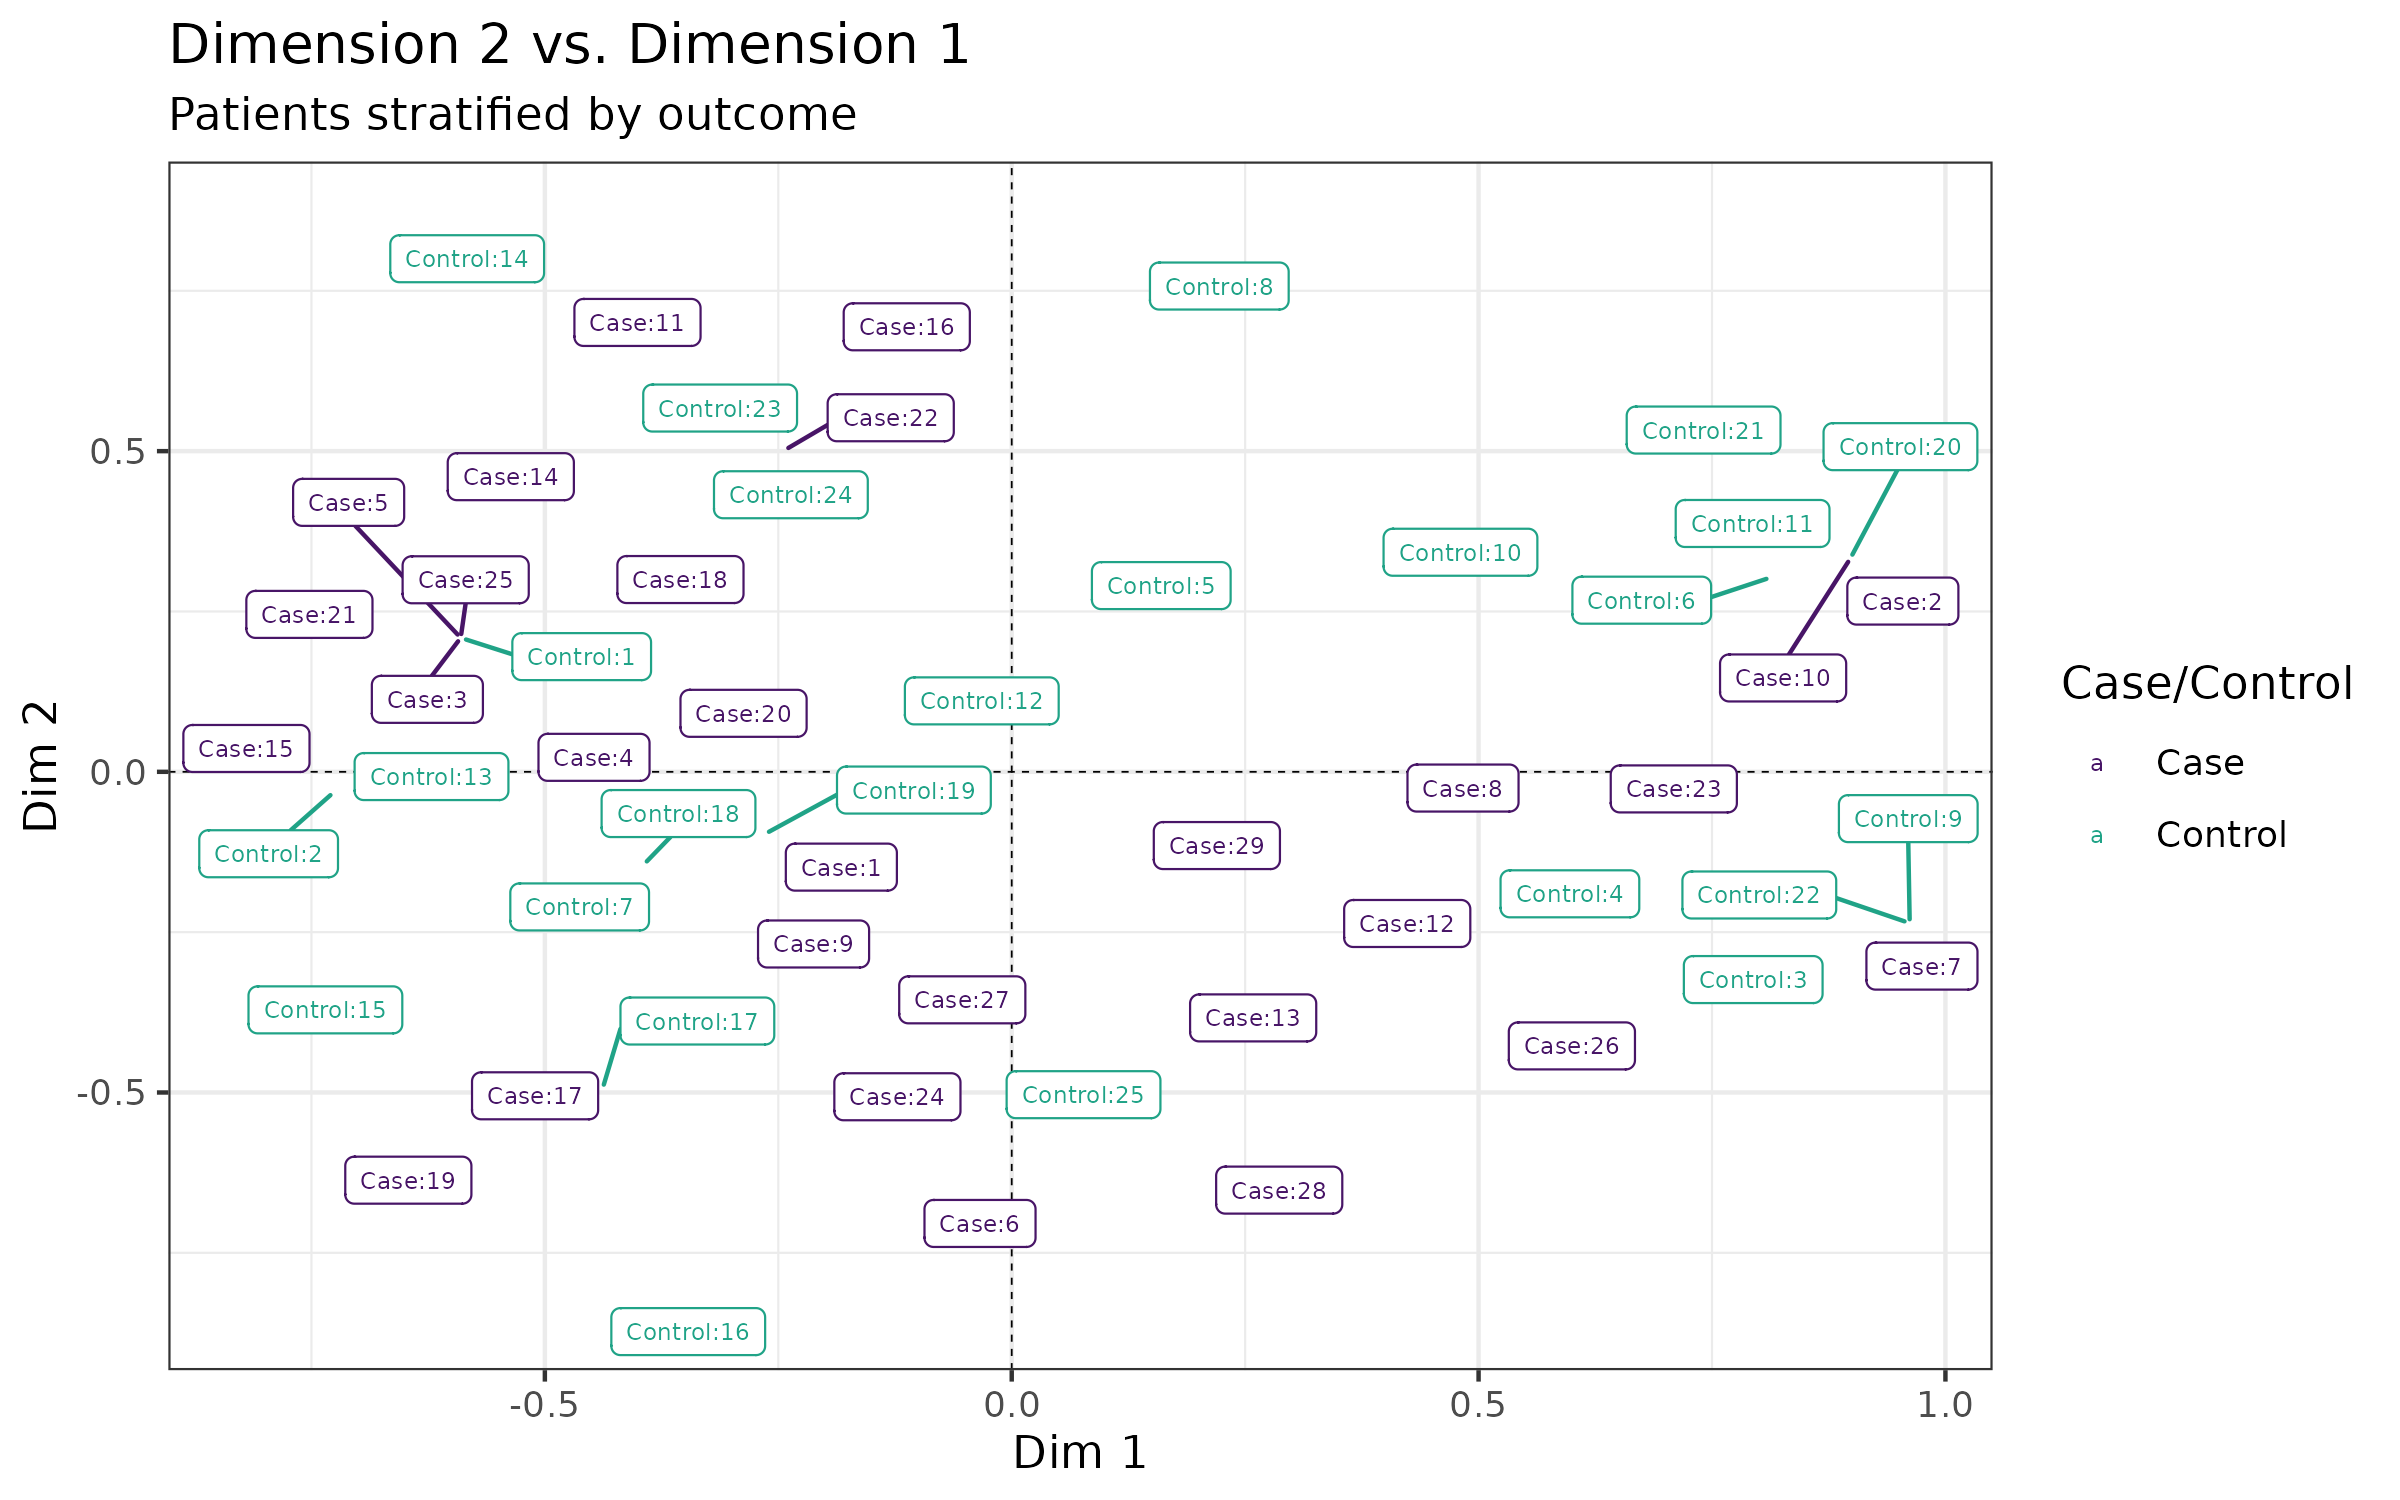 Dimension 2 vs. Dimension 1
Patients stratified by outcome
Control:14
Control:8
Case:11
Case:16
Control:23
Case:22
Control:21
Control:20
0.5
Case:14
Case:5
Control:24
Control:11
Control:10
Case:25
Case:18
Control:5
Control:6
Case:2
Case:21
Control:1
Case:10
Case:3
Control:12
Case:20
Case:15
Case:4
0.0
Control:13
Case:8
Case:23
Control:19
Control:18
Control:9
Case:29
Control:2
Case:1
Control:4
Control:22
Control:7
Case:12
Case:9
Case:7
Control:3
Case:27
Control:15
Case:13
Control:17
Case:26
-0.5
Control:25
Case:17
Case:24
Case:19
Case:28
Case:6
Control:16
-0.5
0.0
0.5
1.0
Dim 1
Dim 2
Case/Control
a Case
a Control